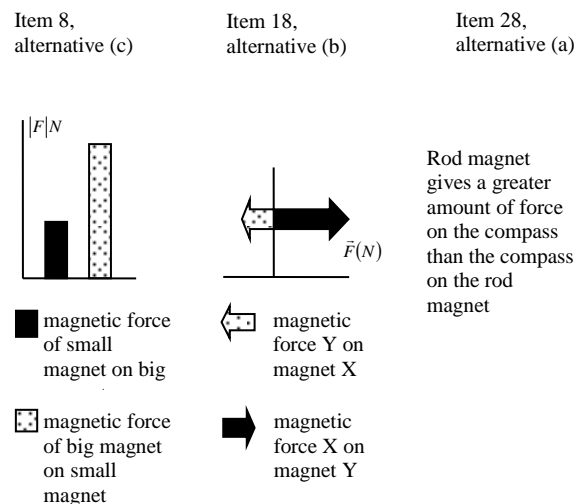 Item 8,
alternative (c)
|F|N
magnetic force
of small
magnet on big
magnetic force
of big magnet
on small
magnet
Item 18,
alternative (b)
F⃗(N)
magnetic
force Y on
magnet X
magnetic
force X on
magnet Y
Item 28,
alternative (a)
Rod magnet
gives a greater
amount of force
on the compass
than the compass
on the rod
magnet